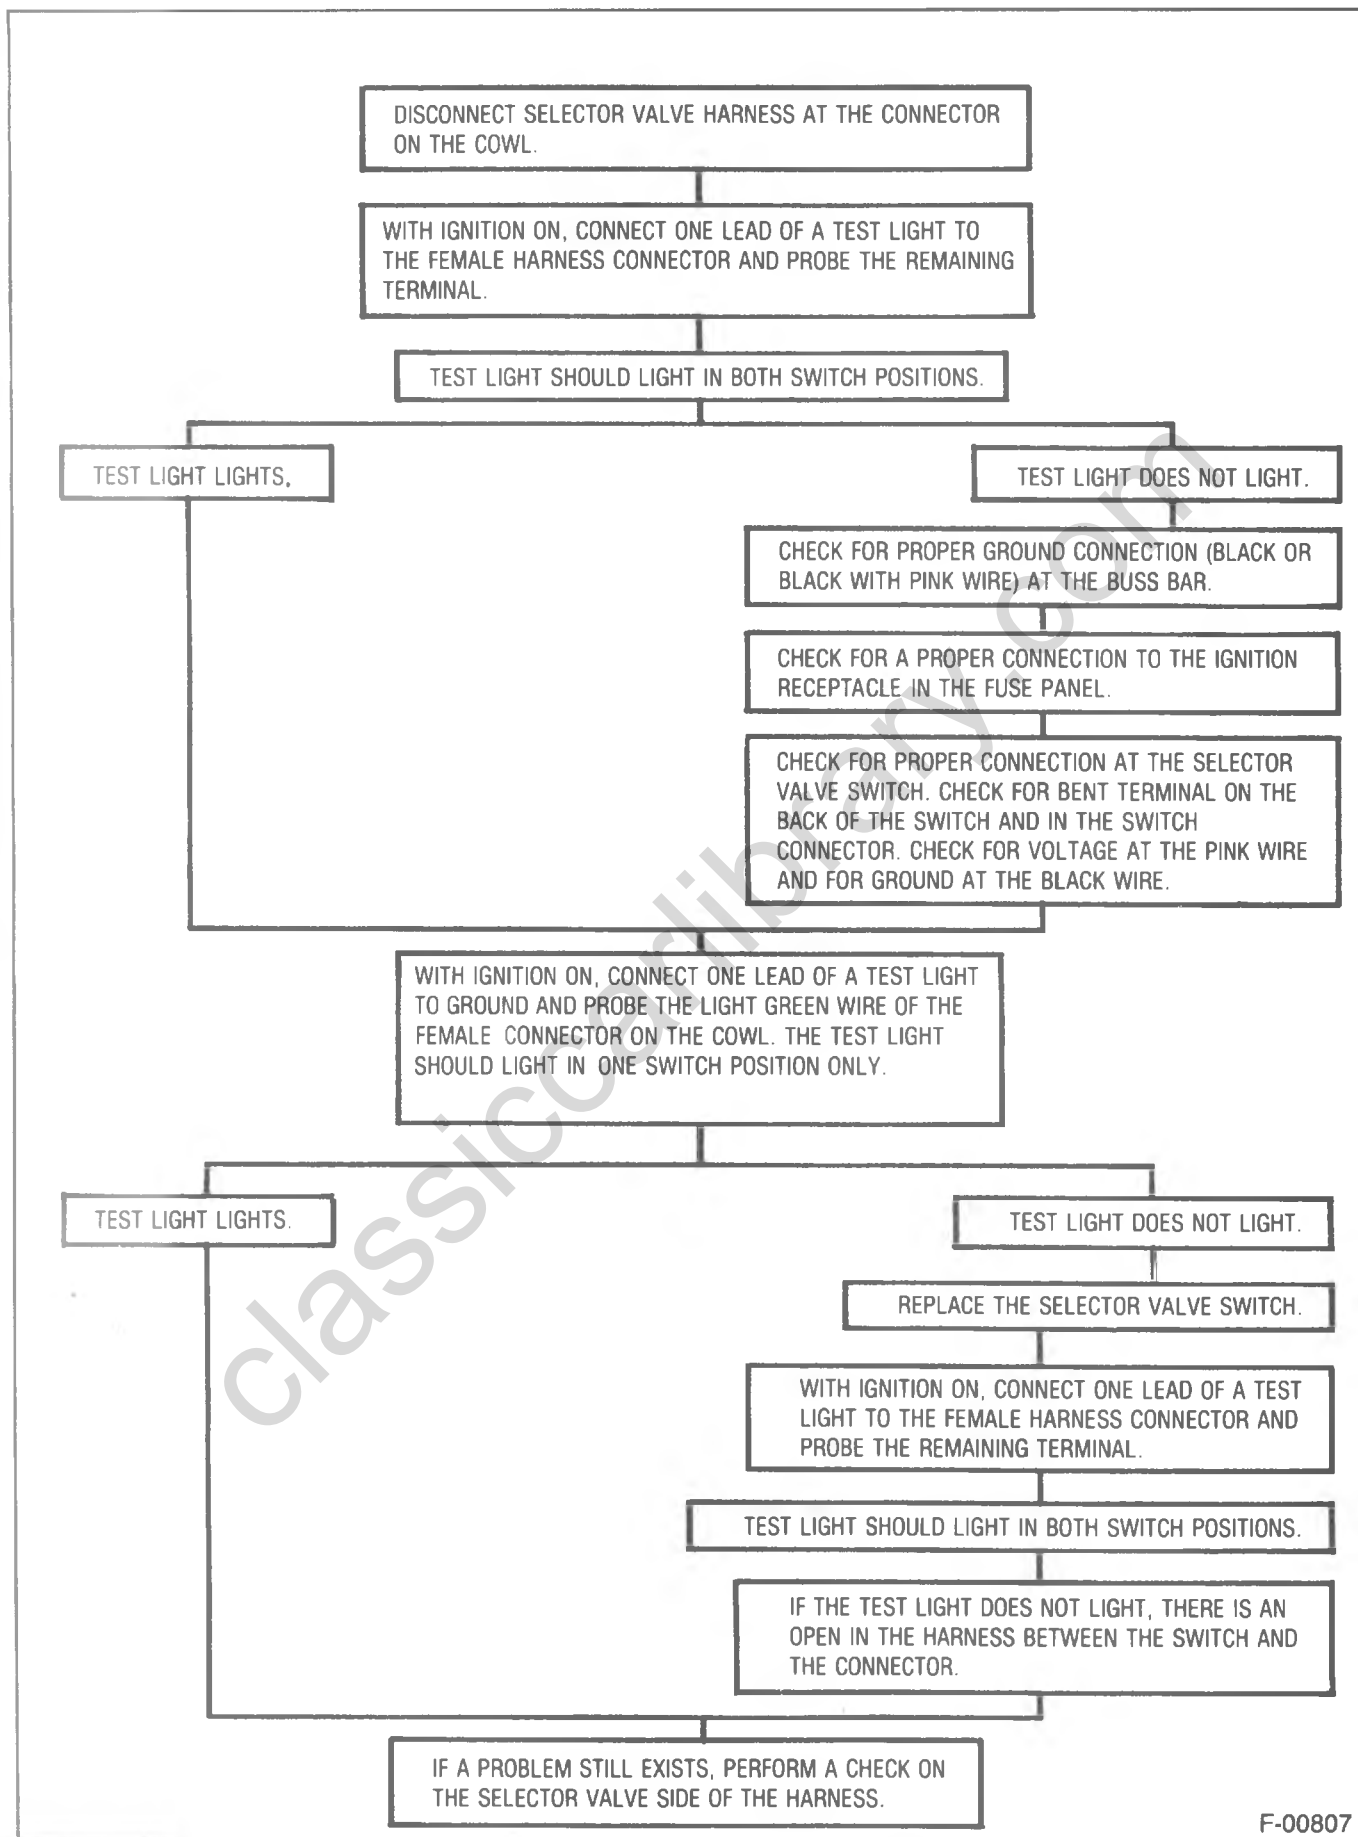 DISCONNECT SELECTOR VALVE HARNESS AT THE CONNECTOR
ON THE COWL.
WITH IGNITION ON, CONNECT ONE LEAD OF A TEST LIGHT TO
THE FEMALE HARNESS CONNECTOR AND PROBE THE REMAINING
TERMINAL.
TEST LIGHT SHOULD LIGHT IN BOTH SWITCH POSITIONS.
TEST LIGHT LIGHTS.
TEST LIGHT DOES NOT LIGHT.
CHECK FOR PROPER GROUND CONNECTION (BLACK OR
BLACK WITH PINK WIRE) AT THE BUSS BAR.
CHECK FOR A PROPER CONNECTION TO THE IGNITION
RECEPTACLE IN THE FUSE PANEL.
CHECK FOR PROPER CONNECTION AT THE SELECTOR
VALVE SWITCH. CHECK FOR BENT TERMINAL ON THE
BACK OF THE SWITCH AND IN THE SWITCH
CONNECTOR. CHECK FOR VOLTAGE AT THE PINK WIRE
AND FOR GROUND AT THE BLACK WIRE.
WITH IGNITION ON, CONNECT ONE LEAD OF A TEST LIGHT
TO GROUND AND PROBE THE LIGHT GREEN WIRE OF THE
FEMALE CONNECTOR ON THE COWL. THE TEST LIGHT
SHOULD LIGHT IN ONE SWITCH POSITION ONLY.
TEST LIGHT LIGHTS.
TEST LIGHT DOES NOT LIGHT.
REPLACE THE SELECTOR VALVE SWITCH.
WITH IGNITION ON, CONNECT ONE LEAD OF A TEST
LIGHT TO THE FEMALE HARNESS CONNECTOR AND
PROBE THE REMAINING TERMINAL.
TEST LIGHT SHOULD LIGHT IN BOTH SWITCH POSITIONS.
IF THE TEST LIGHT DOES NOT LIGHT, THERE IS AN
OPEN IN THE HARNESS BETWEEN THE SWITCH AND
THE CONNECTOR.
IF A PROBLEM STILL EXISTS, PERFORM A CHECK ON
THE SELECTOR VALVE SIDE OF THE HARNESS.
F-00807
classiccarlibrary.com